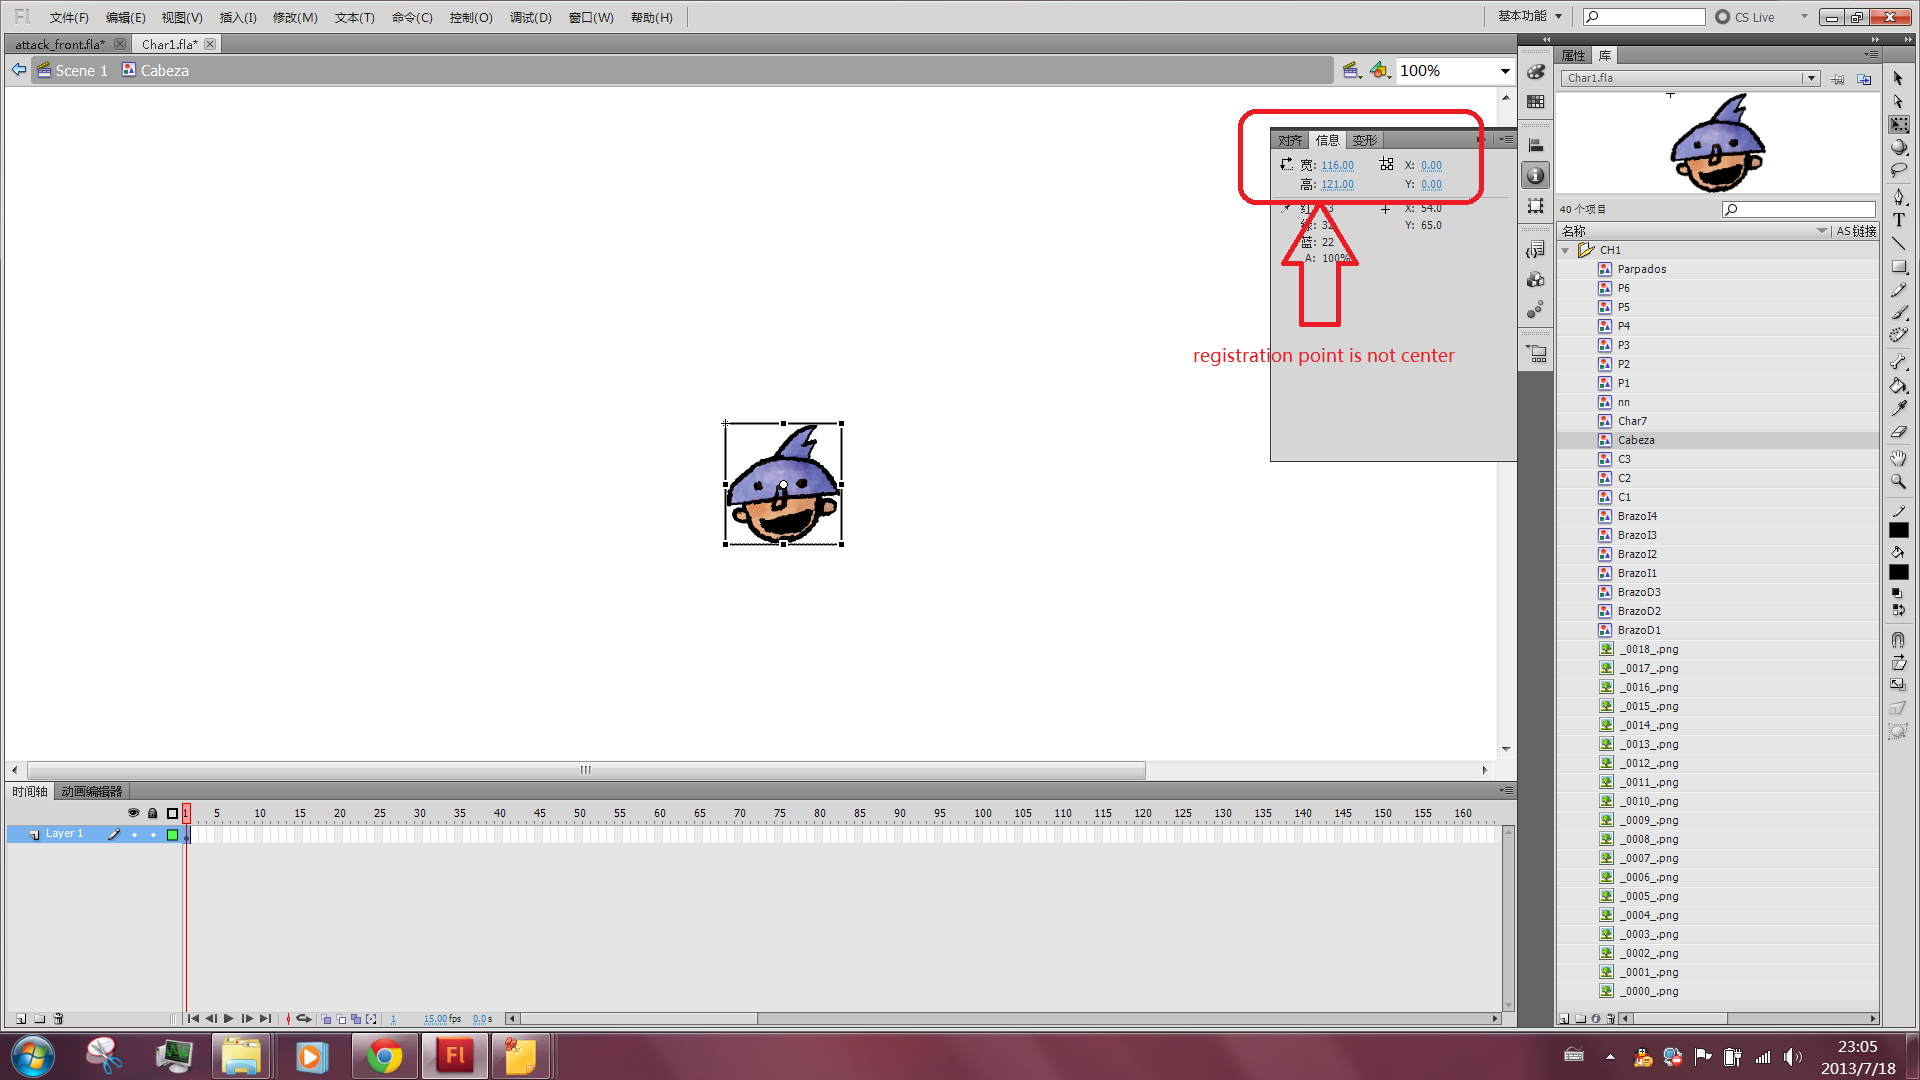 Fl 文件(F) 编辑(E) 视图(V) 插入(I) 修改(M) 文本(T) 命令(C) 控制(O) 调试(D) 窗口(W) 帮助(H) 基本功能 CS Live
attack_front.fla* Char1.fla*
Scene 1 Cabeza 100%
属性 库
Char1.fla
对齐 信息 变形
宽: 116.00 X: 0.00
高: 121.00 Y: 0.00
X: 54.0
Y: 65.0
蓝: 22
A: 100%
registration point is not center
40 个项目
名称 AS 链接
CH1
Parpados
P6
P5
P4
P3
P2
P1
nn
Char7
Cabeza
C3
C2
C1
BrazoI4
BrazoI3
BrazoI2
BrazoI1
BrazoD3
BrazoD2
BrazoD1
_0018_.png
_0017_.png
_0016_.png
_0015_.png
_0014_.png
_0013_.png
_0012_.png
_0011_.png
_0010_.png
_0009_.png
_0008_.png
_0007_.png
_0006_.png
_0005_.png
_0004_.png
_0003_.png
_0002_.png
_0001_.png
_0000_.png
时间轴 动画编辑器
1 5 10 15 20 25 30 35 40 45 50 55 60 65 70 75 80 85 90 95 100 105 110 115 120 125 130 135 140 145 150 155 160
Layer 1
1 15.00 fps 0.0 s
Fl
23:05
2013/7/18